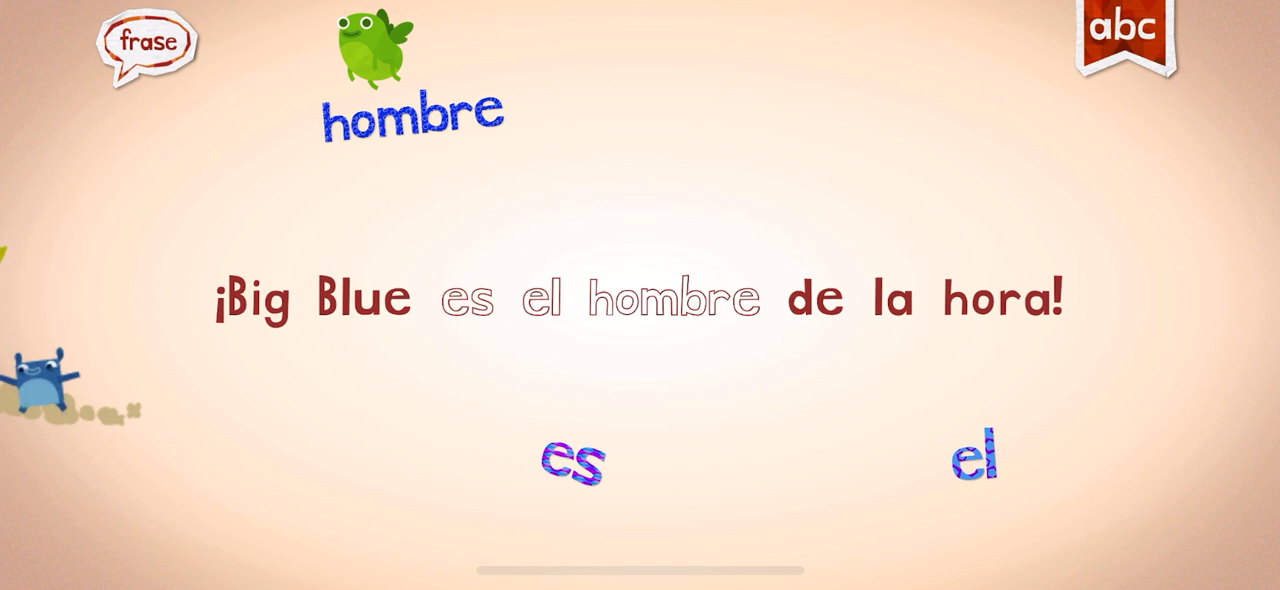 frase
abc
hombre
¡Big Blue es el hombre de la hora!
es
el